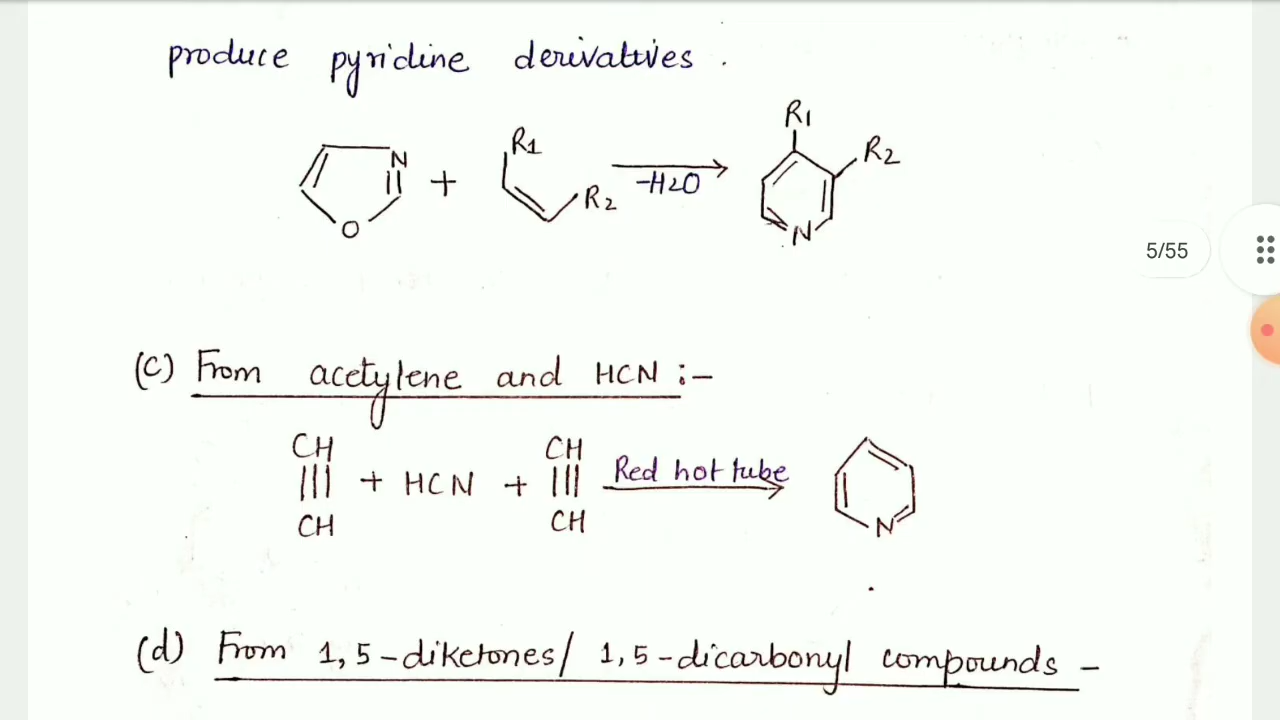 produce pyridine derivatives .
R1
R1
N
+
R2
-H2O
R2
O
N
5/55
(c) From acetylene and HCN :-
CH
CH
||| + HCN + ||| Red hot tube
CH
CH
N
(d) From 1,5-diketones/ 1,5-dicarbonyl compounds -